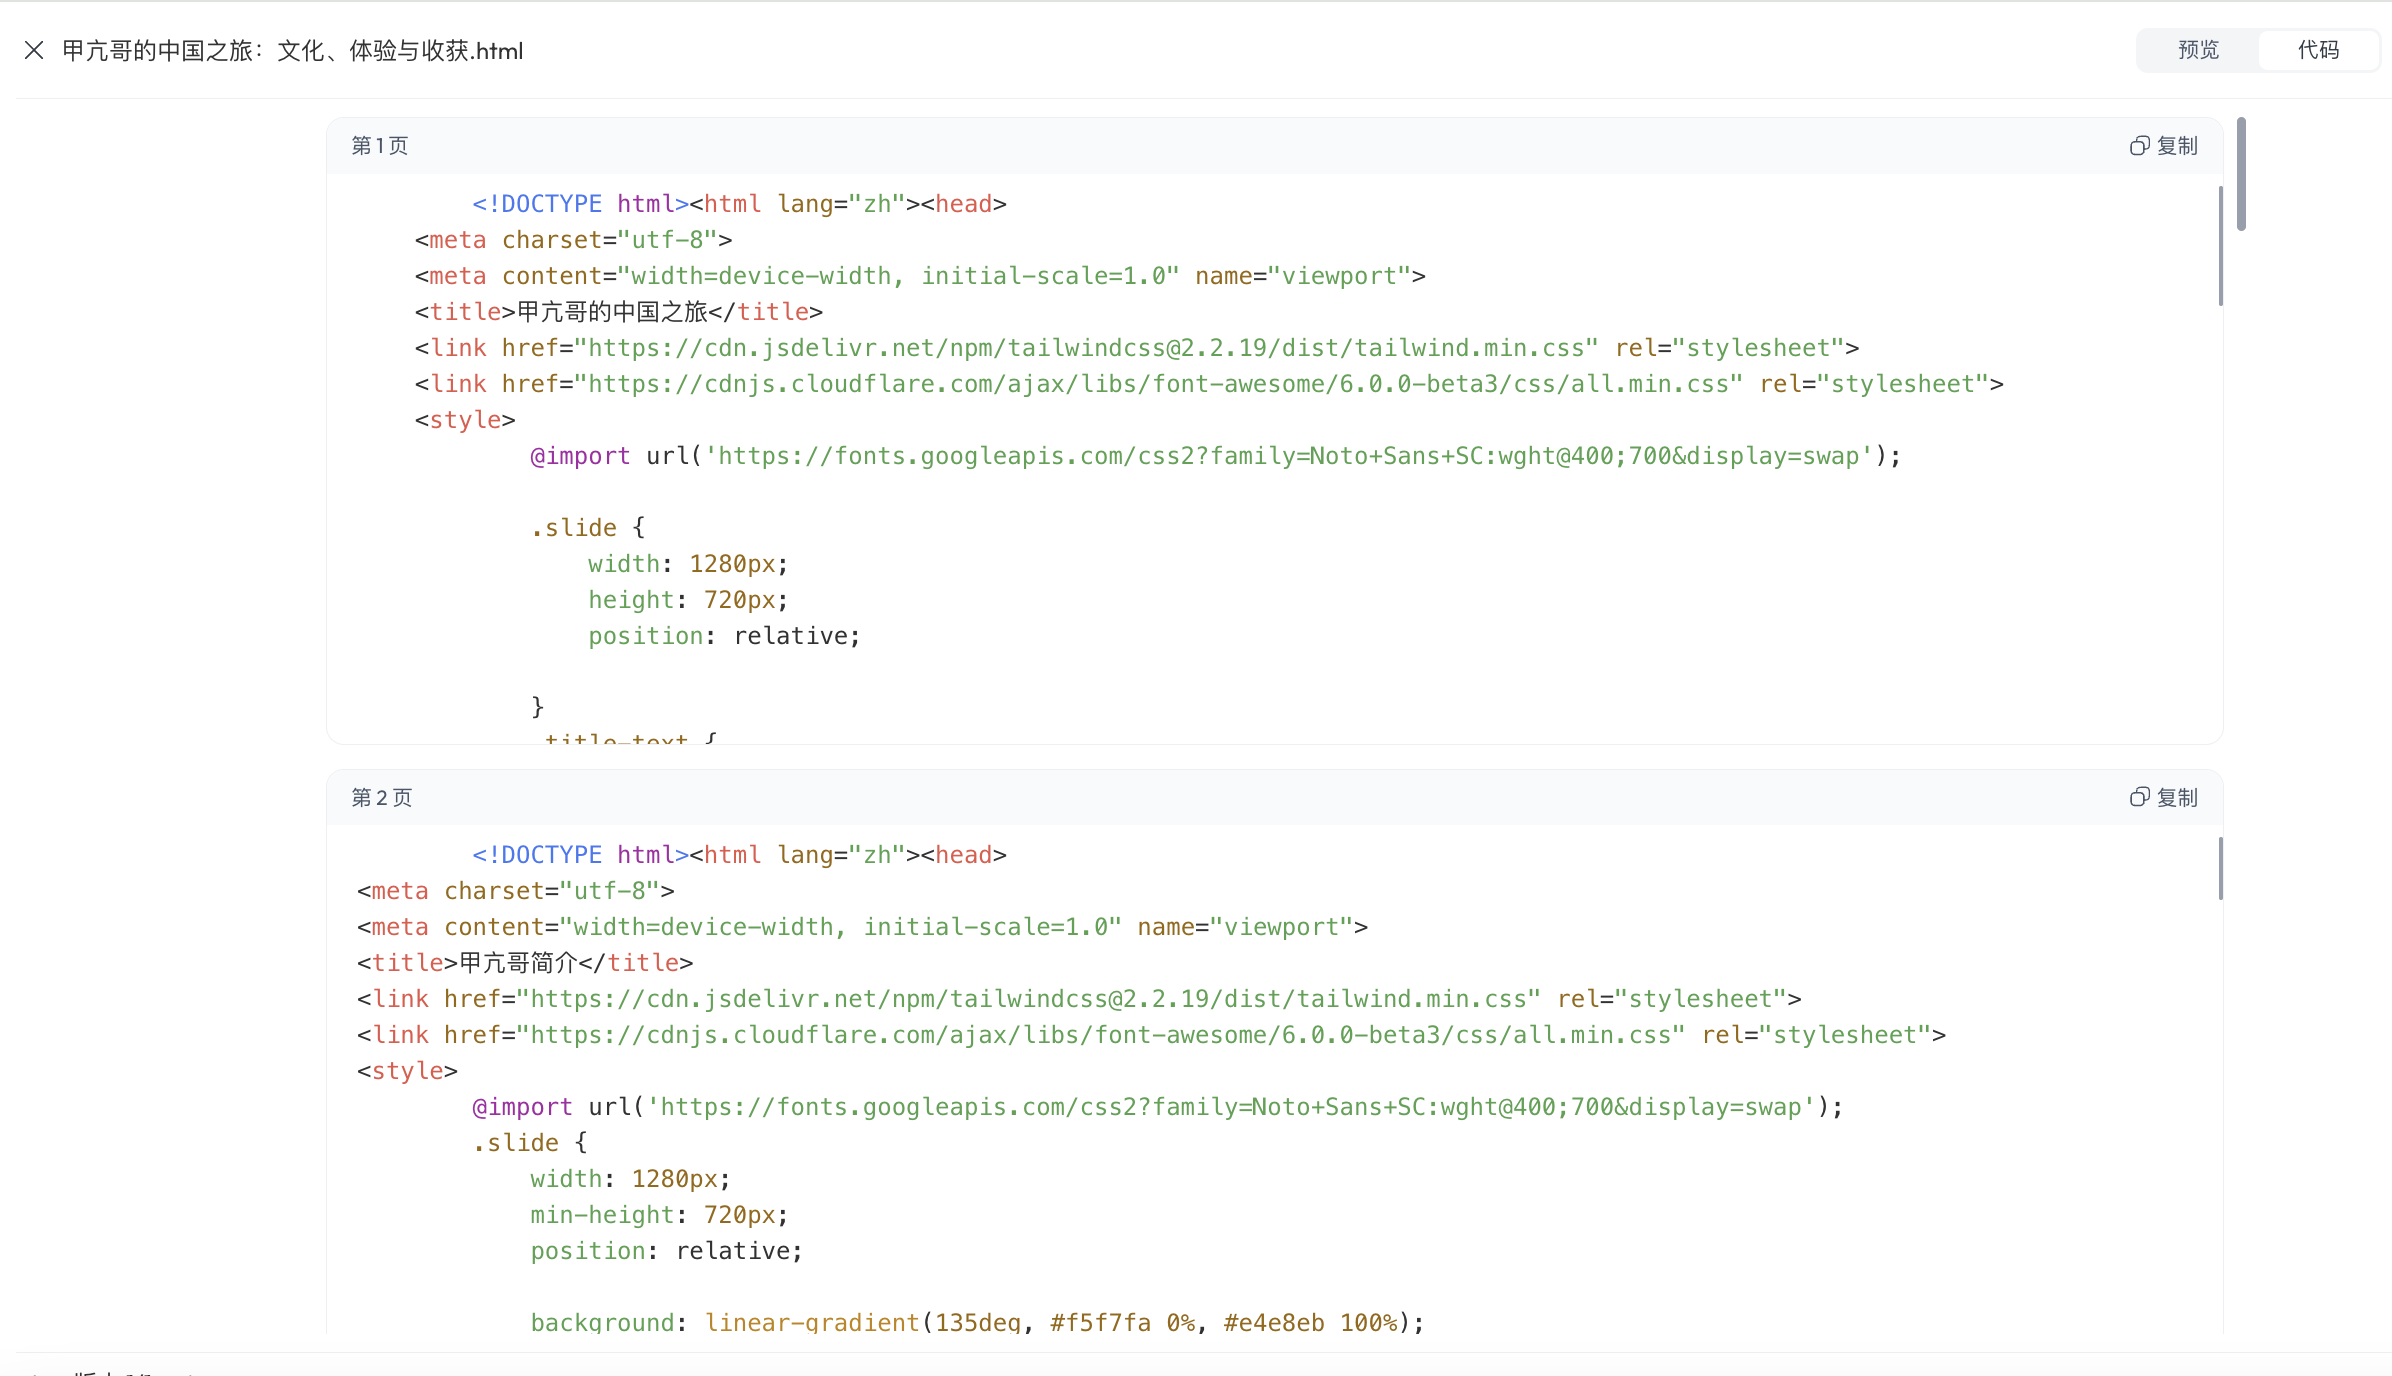 甲亢哥的中国之旅：文化、体验与收获.html
预览 代码
第1页 复制
<!DOCTYPE html><html lang="zh"><head>
<meta charset="utf-8">
<meta content="width=device-width, initial-scale=1.0" name="viewport">
<title>甲亢哥的中国之旅</title>
<link href="https://cdn.jsdelivr.net/npm/tailwindcss@2.2.19/dist/tailwind.min.css" rel="stylesheet">
<link href="https://cdnjs.cloudflare.com/ajax/libs/font-awesome/6.0.0-beta3/css/all.min.css" rel="stylesheet">
<style>
@import url('https://fonts.googleapis.com/css2?family=Noto+Sans+SC:wght@400;700&display=swap');
.slide {
width: 1280px;
height: 720px;
position: relative;
}
.title-text {
第2页 复制
<!DOCTYPE html><html lang="zh"><head>
<meta charset="utf-8">
<meta content="width=device-width, initial-scale=1.0" name="viewport">
<title>甲亢哥简介</title>
<link href="https://cdn.jsdelivr.net/npm/tailwindcss@2.2.19/dist/tailwind.min.css" rel="stylesheet">
<link href="https://cdnjs.cloudflare.com/ajax/libs/font-awesome/6.0.0-beta3/css/all.min.css" rel="stylesheet">
<style>
@import url('https://fonts.googleapis.com/css2?family=Noto+Sans+SC:wght@400;700&display=swap');
.slide {
width: 1280px;
min-height: 720px;
position: relative;
background: linear-gradient(135deg, #f5f7fa 0%, #e4e8eb 100%);